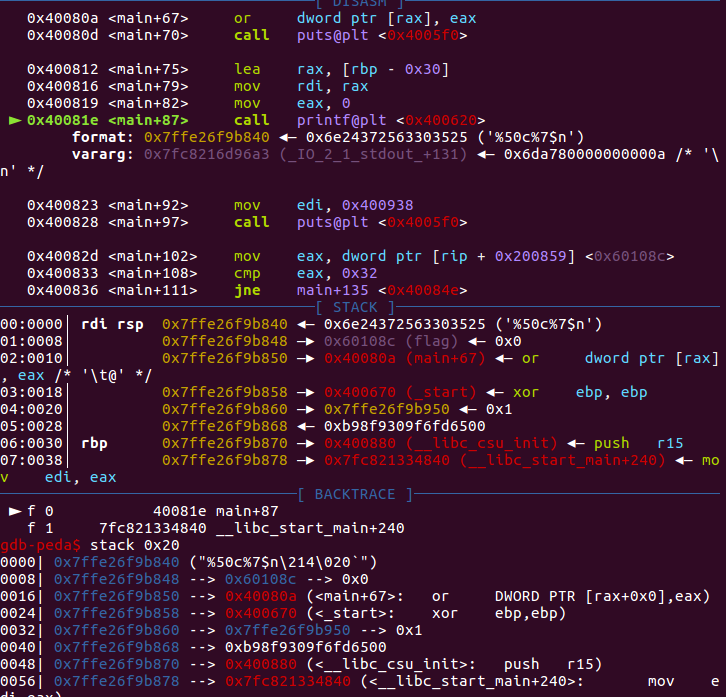 [ DISASM ]
0x40080a <main+67> or dword ptr [rax], eax
0x40080d <main+70> call puts@plt <0x4005f0>
0x400812 <main+75> lea rax, [rbp - 0x30]
0x400816 <main+79> mov rdi, rax
0x400819 <main+82> mov eax, 0
► 0x40081e <main+87> call printf@plt <0x400620>
format: 0x7ffe26f9b840 ◂— 0x6e24372563303525 ('%50c%7$n')
vararg: 0x7fc8216d96a3 (_IO_2_1_stdout_+131) ◂— 0x6da780000000000a /* '\
n' */
0x400823 <main+92> mov edi, 0x400938
0x400828 <main+97> call puts@plt <0x4005f0>
0x40082d <main+102> mov eax, dword ptr [rip + 0x200859] <0x60108c>
0x400833 <main+108> cmp eax, 0x32
0x400836 <main+111> jne main+135 <0x40084e>
[ STACK ]
00:0000│ rdi rsp 0x7ffe26f9b840 ◂— 0x6e24372563303525 ('%50c%7$n')
01:0008│ 0x7ffe26f9b848 —▸ 0x60108c (flag) ◂— 0x0
02:0010│ 0x7ffe26f9b850 —▸ 0x40080a (main+67) ◂— or dword ptr [rax]
, eax /* '\t@' */
03:0018│ 0x7ffe26f9b858 —▸ 0x400670 (_start) ◂— xor ebp, ebp
04:0020│ 0x7ffe26f9b860 —▸ 0x7ffe26f9b950 ◂— 0x1
05:0028│ 0x7ffe26f9b868 ◂— 0xb98f9309f6fd6500
06:0030│ rbp 0x7ffe26f9b870 —▸ 0x400880 (__libc_csu_init) ◂— push r15
07:0038│ 0x7ffe26f9b878 —▸ 0x7fc821334840 (__libc_start_main+240) ◂— mo
v edi, eax
[ BACKTRACE ]
► f 0 40081e main+87
f 1 7fc821334840 __libc_start_main+240
gdb-peda$ stack 0x20
0000| 0x7ffe26f9b840 ("%50c%7$n\214\020`")
0008| 0x7ffe26f9b848 --> 0x60108c --> 0x0
0016| 0x7ffe26f9b850 --> 0x40080a (<main+67>: or DWORD PTR [rax+0x0],eax)
0024| 0x7ffe26f9b858 --> 0x400670 (<_start>: xor ebp,ebp)
0032| 0x7ffe26f9b860 --> 0x7ffe26f9b950 --> 0x1
0040| 0x7ffe26f9b868 --> 0xb98f9309f6fd6500
0048| 0x7ffe26f9b870 --> 0x400880 (<__libc_csu_init>: push r15)
0056| 0x7ffe26f9b878 --> 0x7fc821334840 (<__libc_start_main+240>: mov e
di,eax)